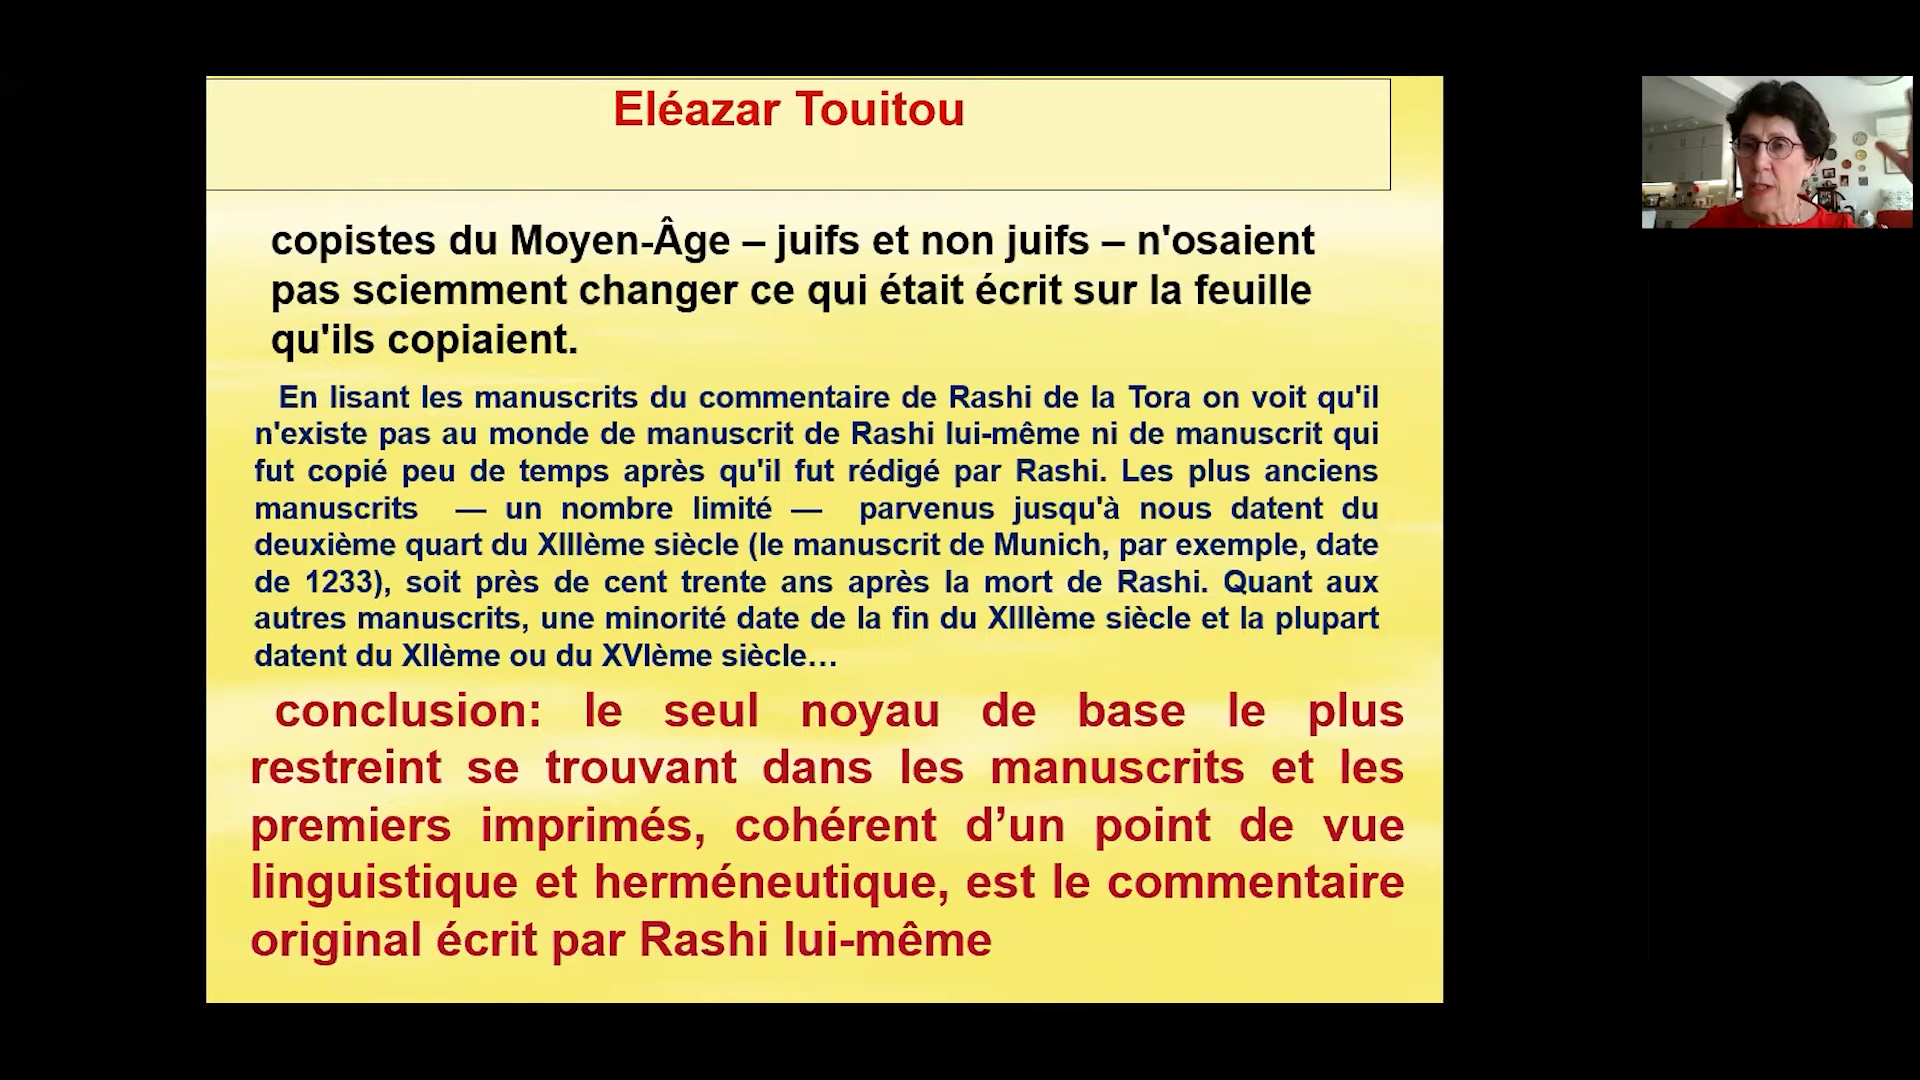 Eléazar Touitou
copistes du Moyen-Âge – juifs et non juifs – n'osaient
pas sciemment changer ce qui était écrit sur la feuille
qu'ils copiaient.
En lisant les manuscrits du commentaire de Rashi de la Tora on voit qu'il
n'existe pas au monde de manuscrit de Rashi lui-même ni de manuscrit qui
fut copié peu de temps après qu'il fut rédigé par Rashi. Les plus anciens
manuscrits — un nombre limité — parvenus jusqu'à nous datent du
deuxième quart du XIIIème siècle (le manuscrit de Munich, par exemple, date
de 1233), soit près de cent trente ans après la mort de Rashi. Quant aux
autres manuscrits, une minorité date de la fin du XIIIème siècle et la plupart
datent du XIIème ou du XVIème siècle…
conclusion: le seul noyau de base le plus
restreint se trouvant dans les manuscrits et les
premiers imprimés, cohérent d’un point de vue
linguistique et herméneutique, est le commentaire
original écrit par Rashi lui-même